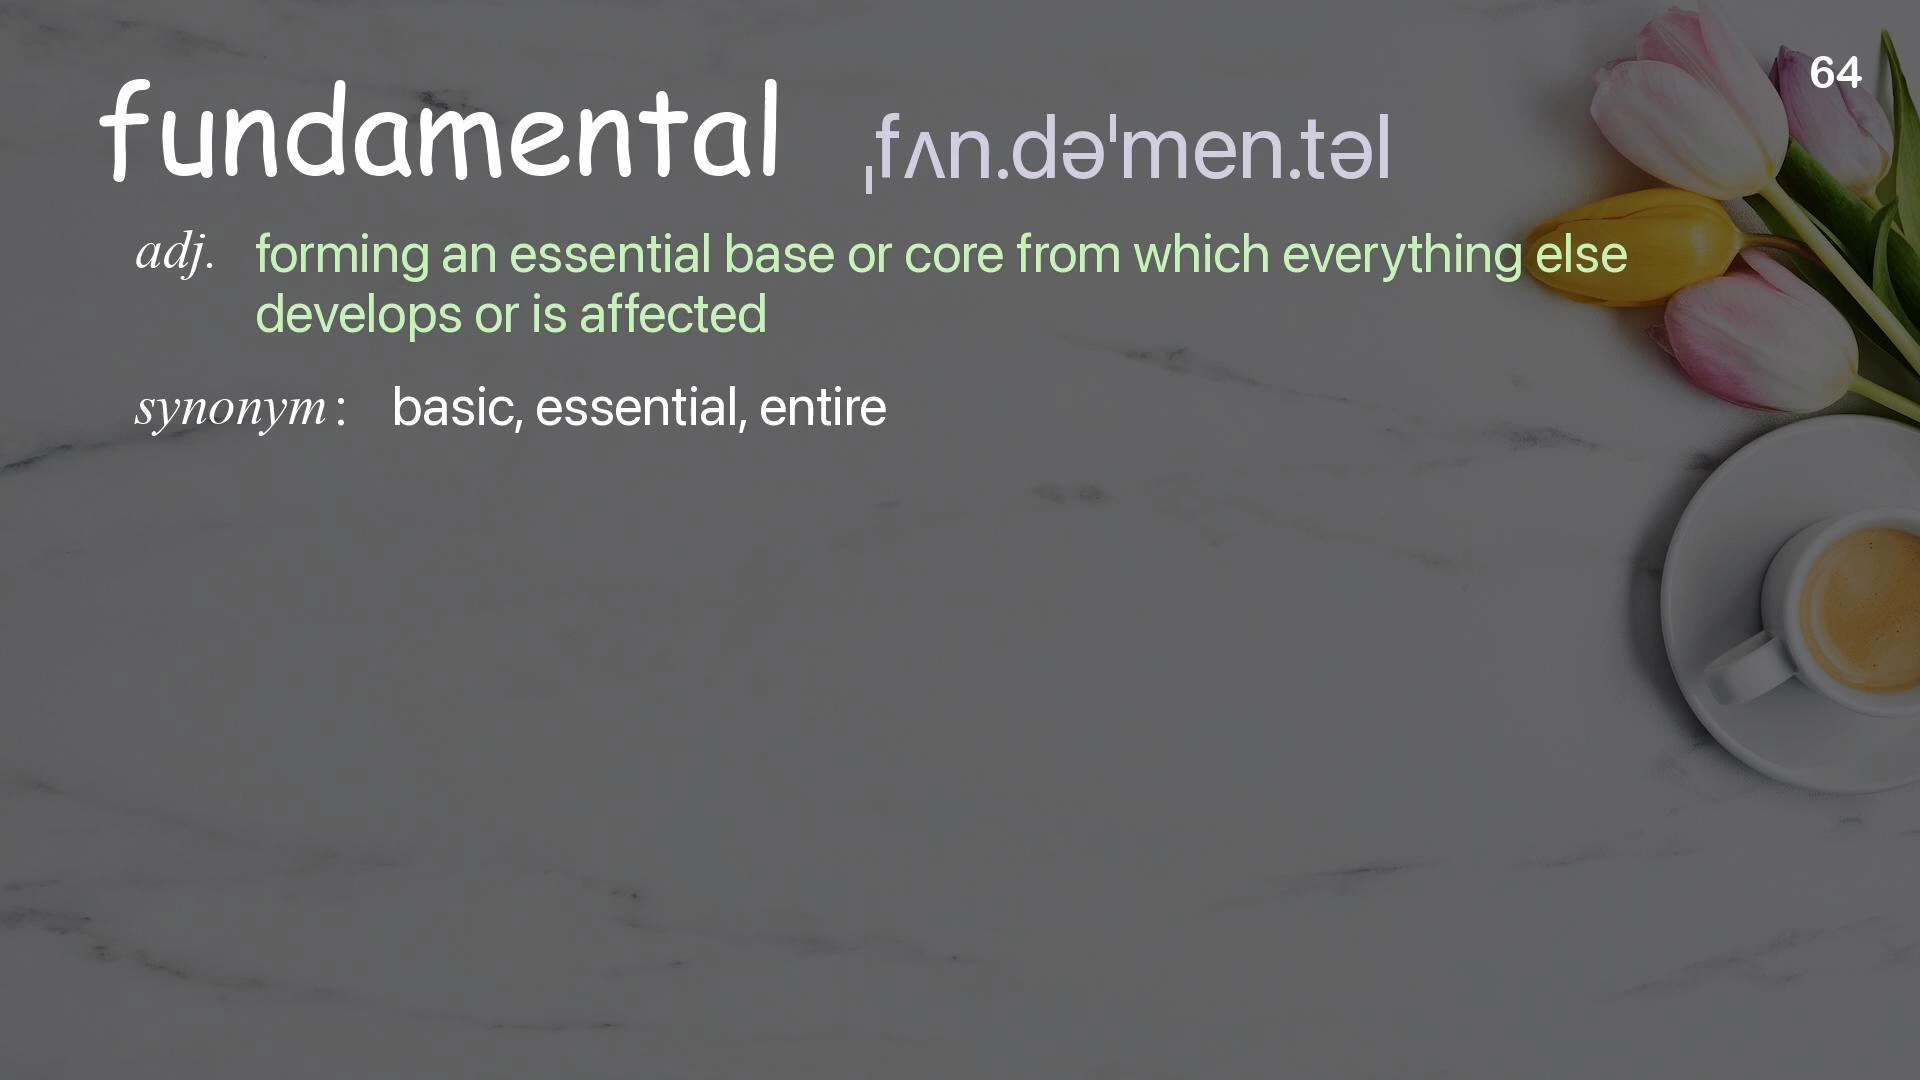 64
fundamental ˌfʌn.dəˈmen.təl
adj. forming an essential base or core from which everything else
develops or is affected
synonym: basic, essential, entire